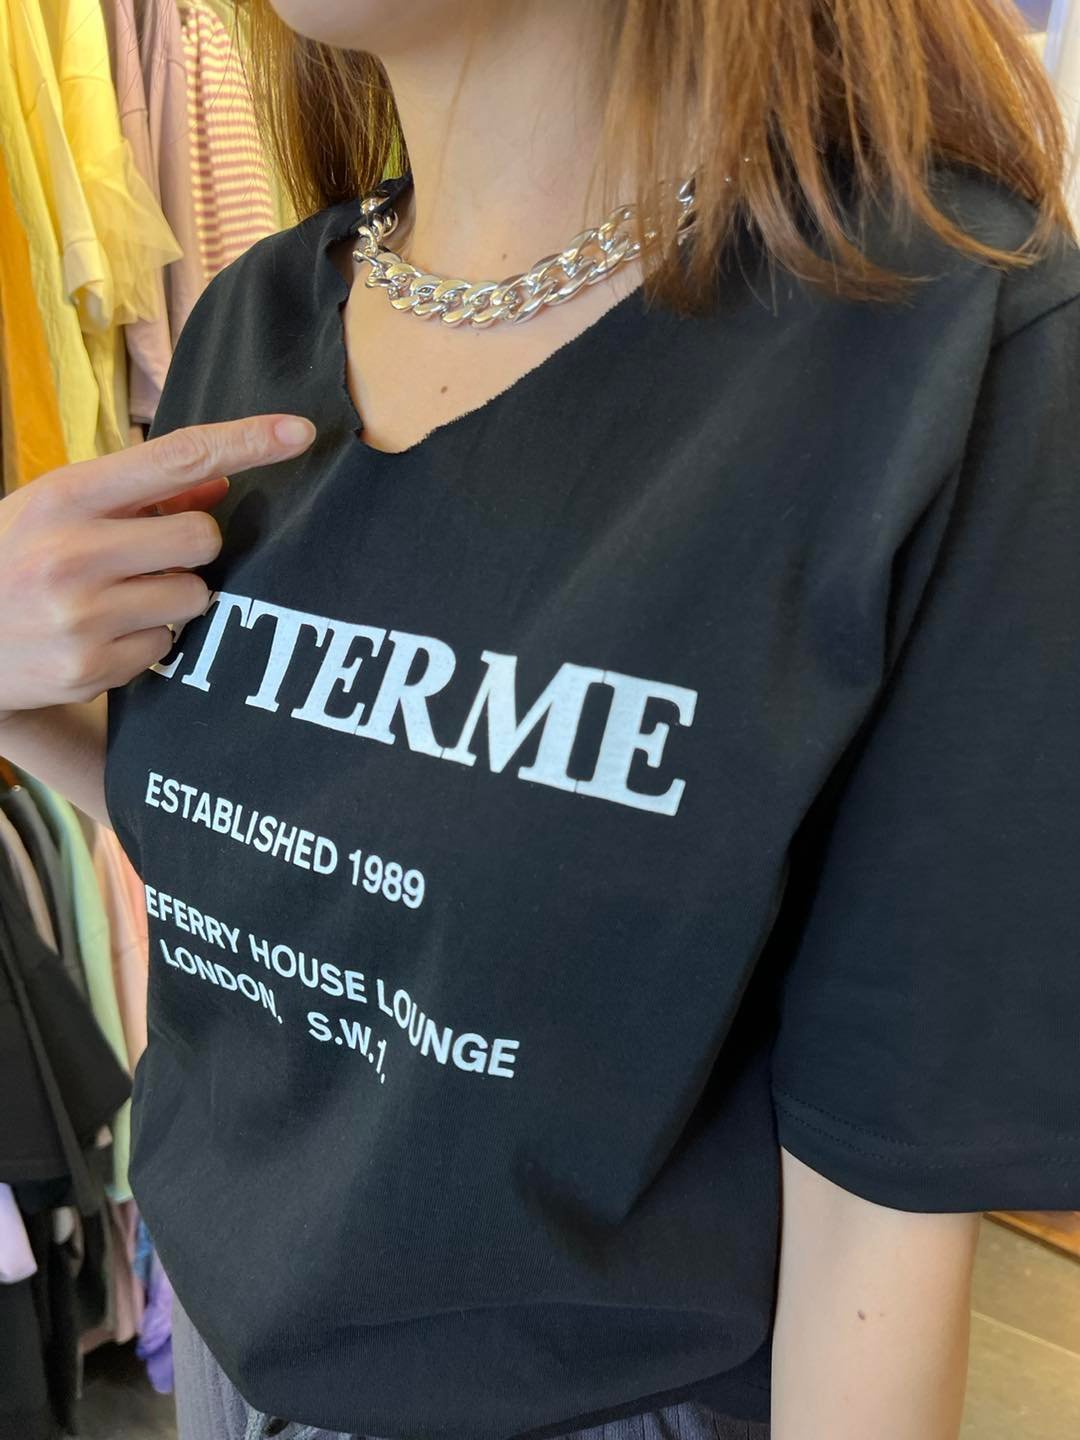 ETTERME
ESTABLISHED 1989
EFERRY HOUSE LOUNGE
LONDON, S.W.1.